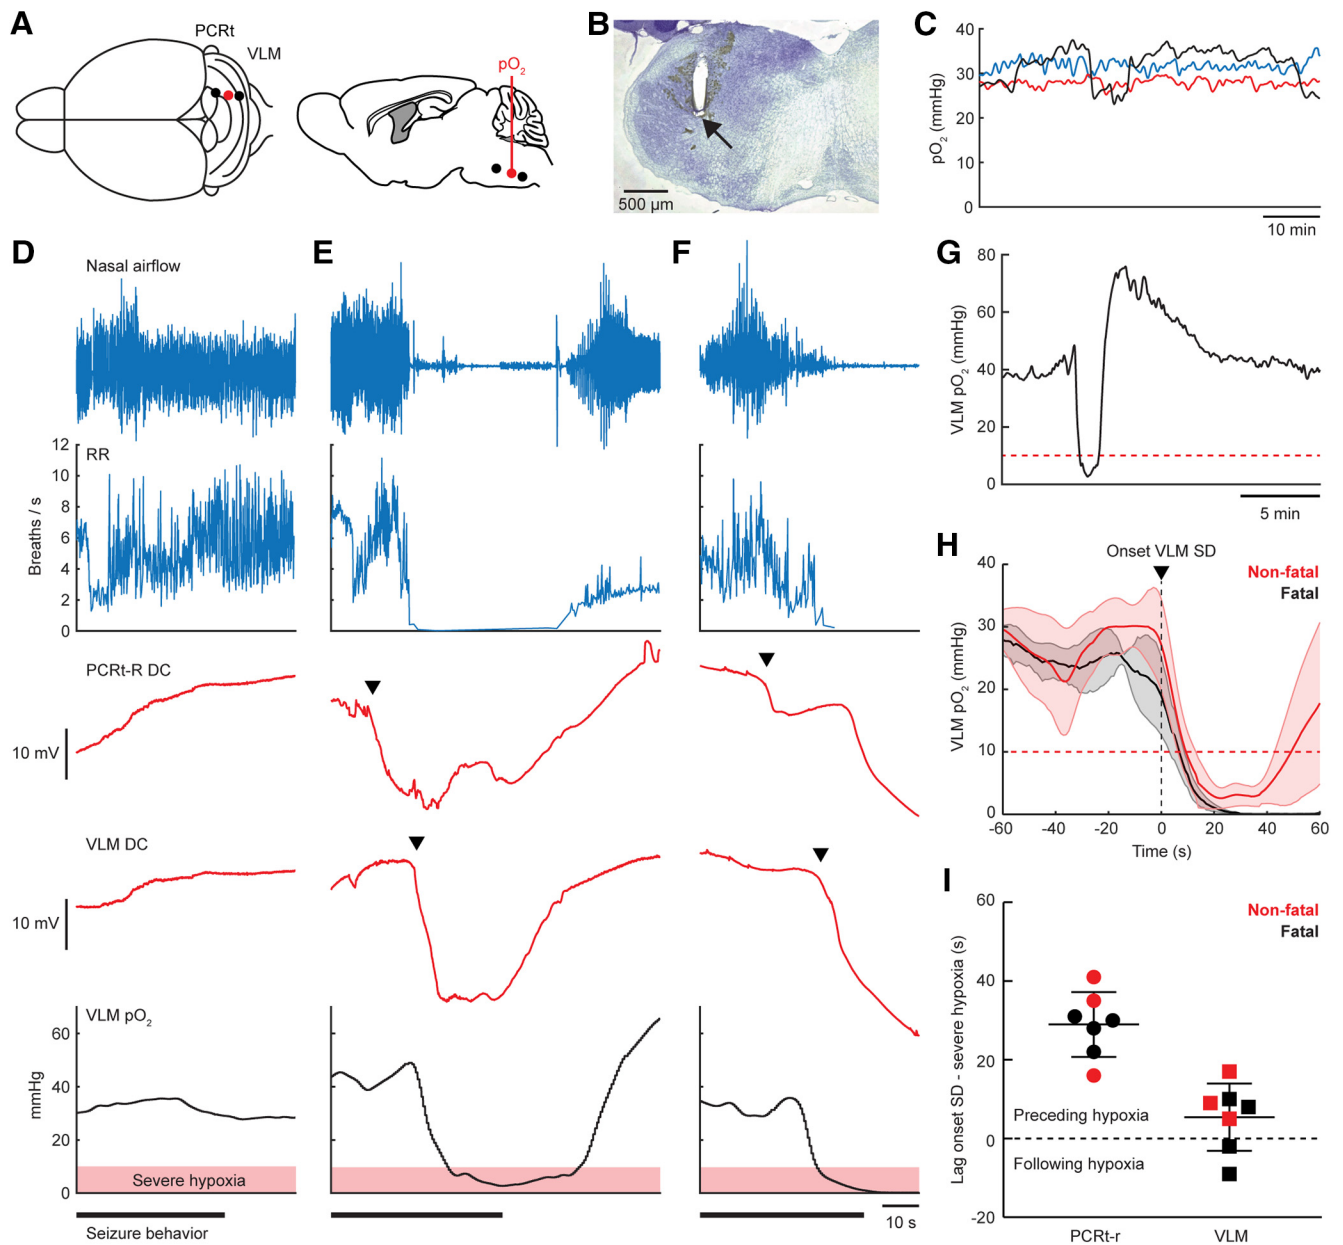 A
PCRt
VLM
pO2
B
500 µm
C
pO2 (mmHg)
40
30
20
10
0
10 min
D
Nasal airflow
E
F
RR
Breaths / s
12
10
8
6
4
2
0
PCRt-R DC
10 mV
VLM DC
10 mV
VLM pO2
mmHg
60
40
20
0
Severe hypoxia
Seizure behavior
10 s
G
VLM pO2 (mmHg)
80
60
40
20
0
5 min
H
Onset VLM SD
Non-fatal
Fatal
VLM pO2 (mmHg)
40
30
20
10
0
-60 -40 -20 0 20 40 60
Time (s)
I
Non-fatal
Fatal
Lag onset SD - severe hypoxia (s)
60
40
20
0
-20
Preceding hypoxia
Following hypoxia
PCRt-r VLM